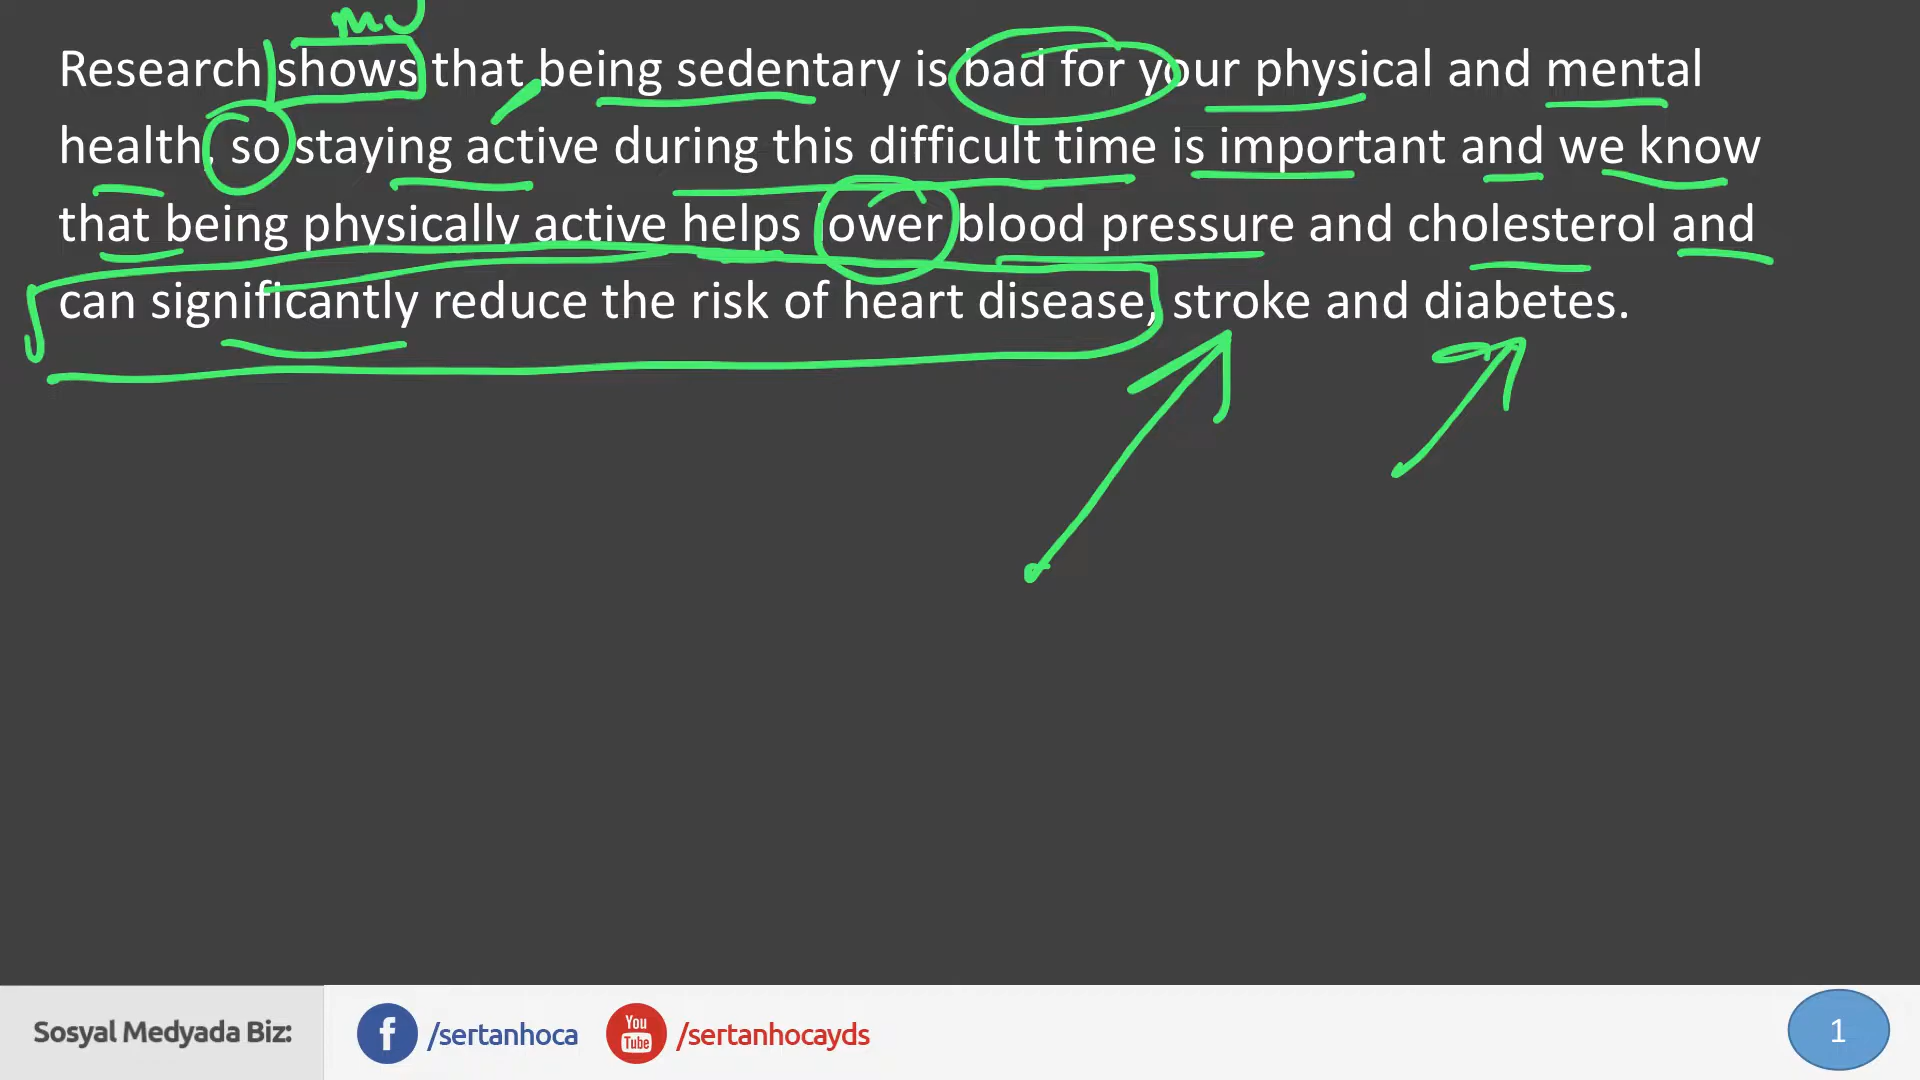 Research shows that being sedentary is bad for your physical and mental
health, so staying active during this difficult time is important and we know
that being physically active helps lower blood pressure and cholesterol and
can significantly reduce the risk of heart disease, stroke and diabetes.
Sosyal Medyada Biz: f /sertanhoca You Tube /sertanhocayds 1